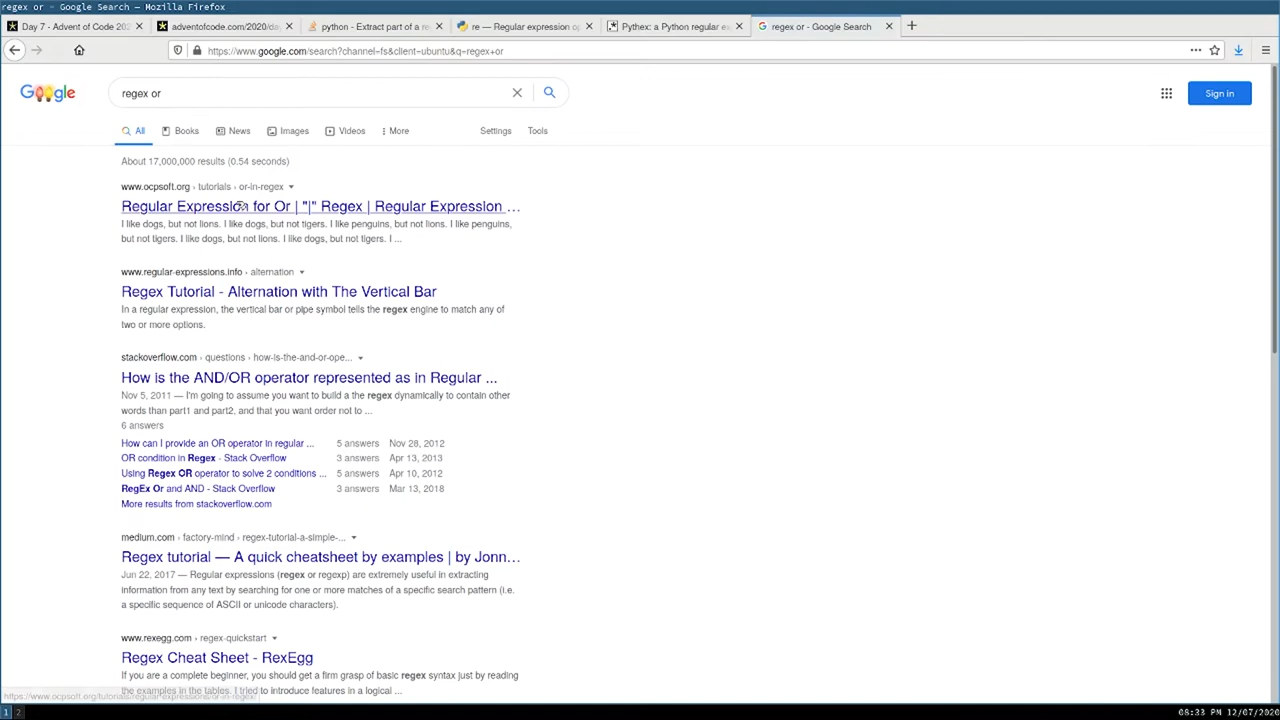 regex or - Google Search - Mozilla Firefox
Day 7 - Advent of Code 202
adventofcode.com/2020/da
python - Extract part of a re
re — Regular expression op
Pythex: a Python regular ex
regex or - Google Search
https://www.google.com/search?channel=fs&client=ubuntu&q=regex+or
Google
regex or
Sign in
All
Books
News
Images
Videos
More
Settings
Tools
About 17,000,000 results (0.54 seconds)
www.ocpsoft.org › tutorials › or-in-regex
Regular Expression for Or | "|" Regex | Regular Expression ...
I like dogs, but not lions. I like dogs, but not tigers. I like penguins, but not lions. I like penguins,
but not tigers. I like dogs, but not lions. I like dogs, but not tigers. I ...
www.regular-expressions.info › alternation
Regex Tutorial - Alternation with The Vertical Bar
In a regular expression, the vertical bar or pipe symbol tells the regex engine to match any of
two or more options.
stackoverflow.com › questions › how-is-the-and-or-ope...
How is the AND/OR operator represented as in Regular ...
Nov 5, 2011 — I'm going to assume you want to build a the regex dynamically to contain other
words than part1 and part2, and that you want order not to ...
6 answers
How can I provide an OR operator in regular ... 5 answers Nov 28, 2012
OR condition in Regex - Stack Overflow 3 answers Apr 13, 2013
Using Regex OR operator to solve 2 conditions ... 5 answers Apr 10, 2012
RegEx Or and AND - Stack Overflow 3 answers Mar 13, 2018
More results from stackoverflow.com
medium.com › factory-mind › regex-tutorial-a-simple-...
Regex tutorial — A quick cheatsheet by examples | by Jonn...
Jun 22, 2017 — Regular expressions (regex or regexp) are extremely useful in extracting
information from any text by searching for one or more matches of a specific search pattern (i.e.
a specific sequence of ASCII or unicode characters).
www.rexegg.com › regex-quickstart
Regex Cheat Sheet - RexEgg
If you are a complete beginner, you should get a firm grasp of basic regex syntax just by reading
the examples in the tables. I tried to introduce features in a logical ...
https://www.ocpsoft.org/tutorials/regular-expressions/or-in-regex/
1 2
08:33 PM 12/07/2020